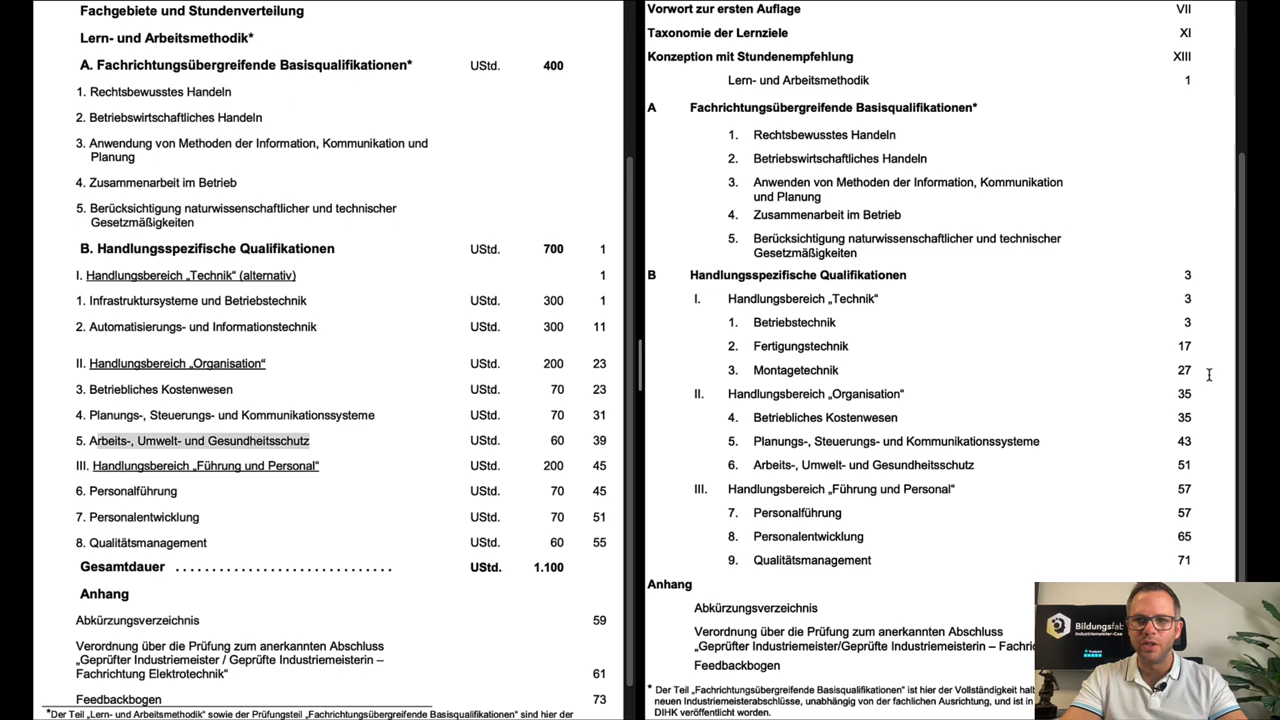 Fachgebiete und Stundenverteilung
Lern- und Arbeitsmethodik*
A. Fachrichtungsübergreifende Basisqualifikationen* UStd. 400
1. Rechtsbewusstes Handeln
2. Betriebswirtschaftliches Handeln
3. Anwendung von Methoden der Information, Kommunikation und
Planung
4. Zusammenarbeit im Betrieb
5. Berücksichtigung naturwissenschaftlicher und technischer
Gesetzmäßigkeiten
B. Handlungsspezifische Qualifikationen UStd. 700 1
I. Handlungsbereich „Technik“ (alternativ) 1
1. Infrastruktursysteme und Betriebstechnik UStd. 300 1
2. Automatisierungs- und Informationstechnik UStd. 300 11
II. Handlungsbereich „Organisation“ UStd. 200 23
3. Betriebliches Kostenwesen UStd. 70 23
4. Planungs-, Steuerungs- und Kommunikationssysteme UStd. 70 31
5. Arbeits-, Umwelt- und Gesundheitsschutz UStd. 60 39
III. Handlungsbereich „Führung und Personal“ UStd. 200 45
6. Personalführung UStd. 70 45
7. Personalentwicklung UStd. 70 51
8. Qualitätsmanagement UStd. 60 55
Gesamtdauer . . . . . . . . . . . . . . . . . . . . . . . . . . . . . . UStd. 1.100
Anhang
Abkürzungsverzeichnis 59
Verordnung über die Prüfung zum anerkannten Abschluss
„Geprüfter Industriemeister / Geprüfte Industriemeisterin –
Fachrichtung Elektrotechnik“ 61
Feedbackbogen 73
*Der Teil „Lern- und Arbeitsmethodik“ sowie der Prüfungsteil „Fachrichtungsübergreifende Basisqualifikationen“ sind hier der
Vorwort zur ersten Auflage VII
Taxonomie der Lernziele XI
Konzeption mit Stundenempfehlung XIII
Lern- und Arbeitsmethodik 1
A Fachrichtungsübergreifende Basisqualifikationen*
1. Rechtsbewusstes Handeln
2. Betriebswirtschaftliches Handeln
3. Anwenden von Methoden der Information, Kommunikation
und Planung
4. Zusammenarbeit im Betrieb
5. Berücksichtigung naturwissenschaftlicher und technischer
Gesetzmäßigkeiten
B Handlungsspezifische Qualifikationen 3
I. Handlungsbereich „Technik“ 3
1. Betriebstechnik 3
2. Fertigungstechnik 17
3. Montagetechnik 27
II. Handlungsbereich „Organisation“ 35
4. Betriebliches Kostenwesen 35
5. Planungs-, Steuerungs- und Kommunikationssysteme 43
6. Arbeits-, Umwelt- und Gesundheitsschutz 51
III. Handlungsbereich „Führung und Personal“ 57
7. Personalführung 57
8. Personalentwicklung 65
9. Qualitätsmanagement 71
Anhang
Abkürzungsverzeichnis
Verordnung über die Prüfung zum anerkannten Abschluss
„Geprüfter Industriemeister/Geprüfte Industriemeisterin – Fachri
Feedbackbogen
* Der Teil „Fachrichtungsübergreifende Basisqualifikationen“ ist hier der Vollständigkeit hal
neuen Industriemeisterabschlüsse, unabhängig von der fachlichen Ausrichtung, und ist in
DIHK veröffentlicht worden.
Bildungsfab
Industriemeister-Coa